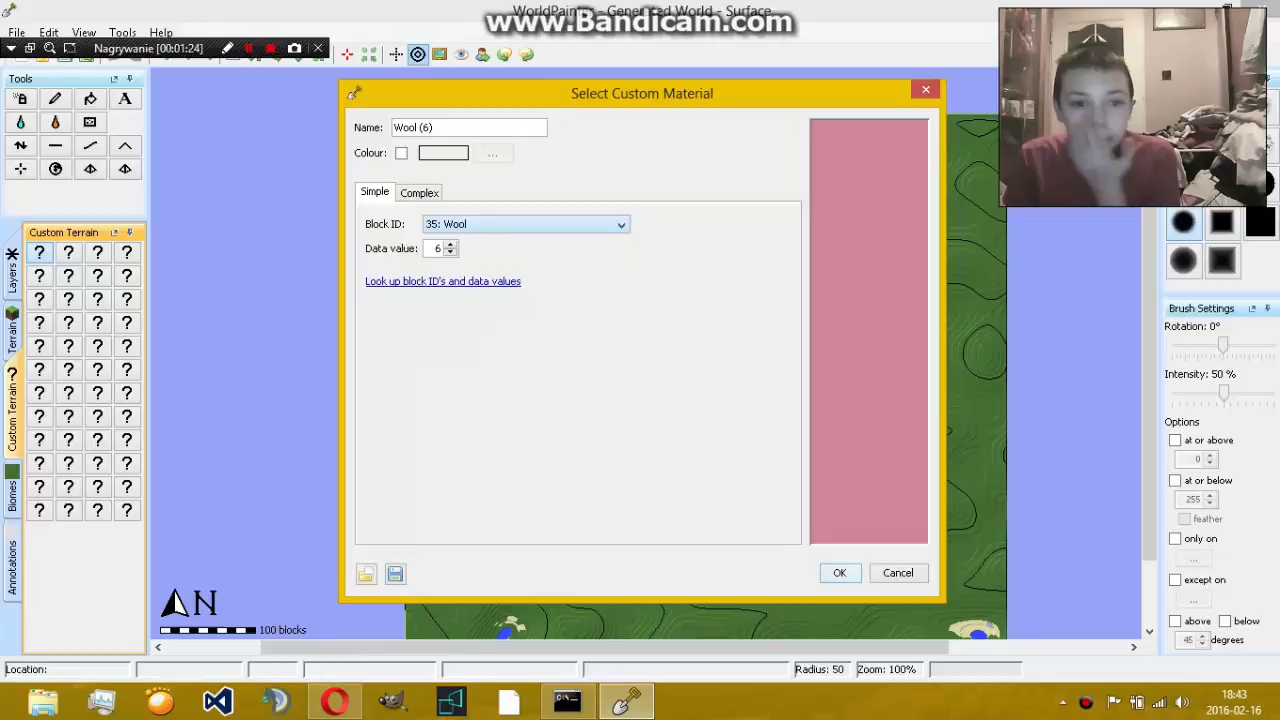 WorldPainter - Generated World - Surface
www.Bandicam.com
File Edit View Tools Help
Nagrywanie [00:01:24]
Tools
A
Select Custom Material
Name: Wool (6)
Colour:
...
Simple Complex
Block ID: 35: Wool
Data value: 6
Look up block ID's and data values
OK Cancel
Custom Terrain
? ? ? ?
? ? ? ?
? ? ? ?
? ? ? ?
? ? ? ?
? ? ? ?
? ? ? ?
? ? ? ?
? ? ? ?
? ? ? ?
? ? ? ?
? ? ? ?
Layers
Terrain
Custom Terrain ?
Biomes
Annotations
N
100 blocks
Brush Settings
Rotation: 0°
Intensity: 50 %
Options
at or above
0
at or below
255
feather
only on
...
except on
...
above below
45 degrees
Location: Radius: 50 Zoom: 100%
18:43
2016-02-16